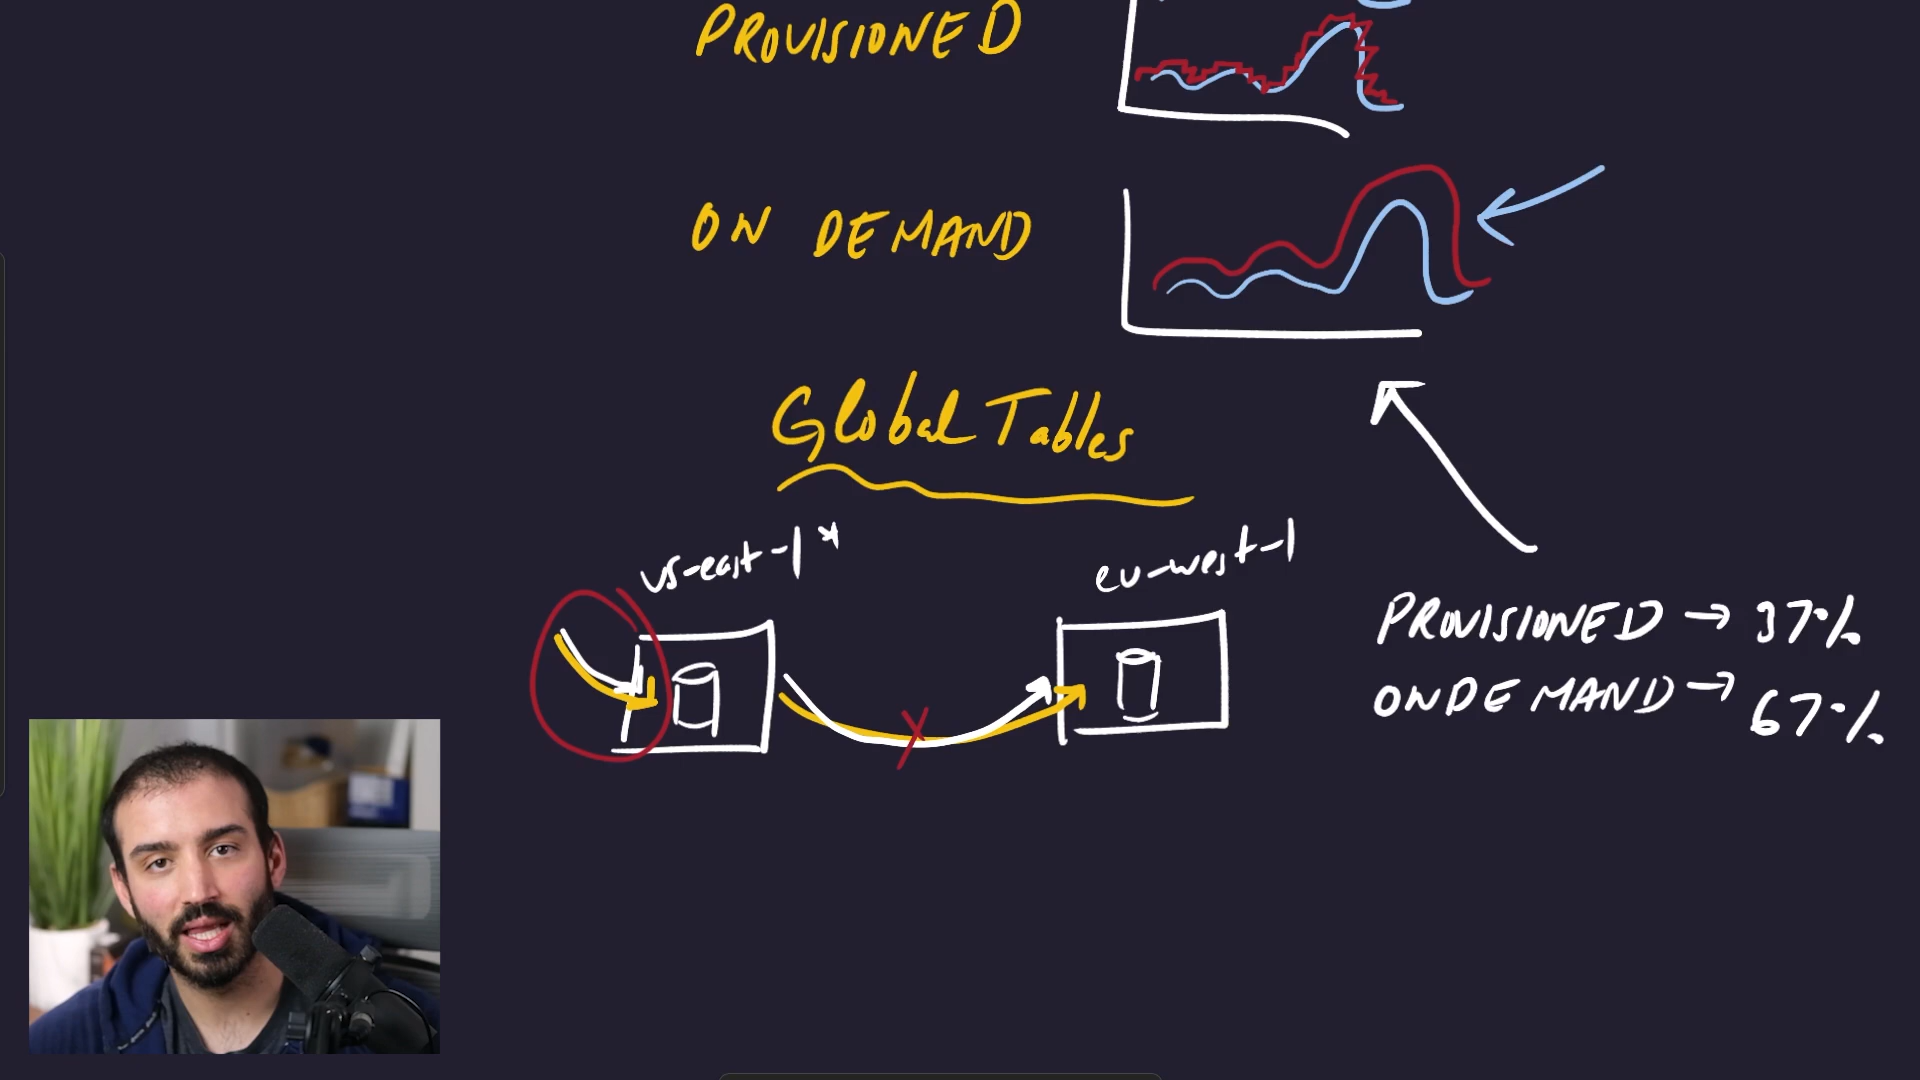 PROVISIONED
ON DEMAND
Global Tables
us-east-1*
eu-west-1
PROVISIONED → 37%
ONDEMAND → 67%